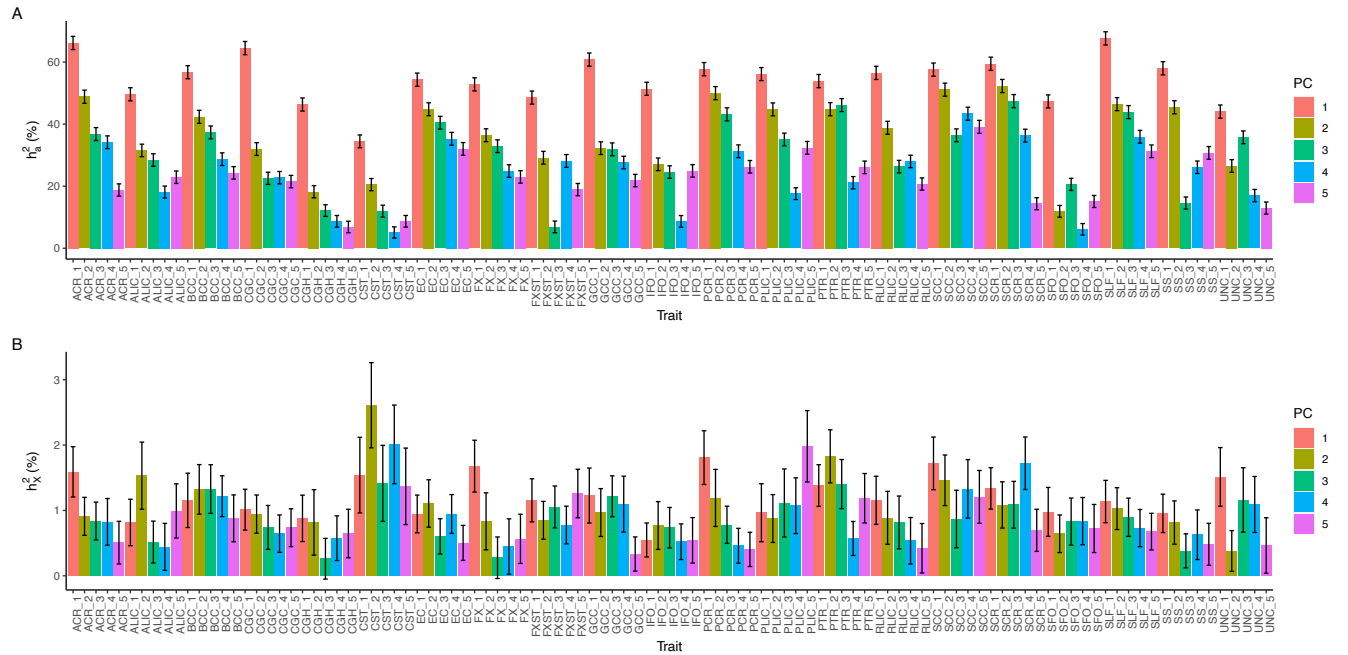 A
h²a (%)
60
40
20
0
ACR_1 ACR_2 ACR_3 ACR_4 ACR_5 ALIC_1 ALIC_2 ALIC_3 ALIC_4 ALIC_5 BCC_1 BCC_2 BCC_3 BCC_4 BCC_5 CGC_1 CGC_2 CGC_3 CGC_4 CGC_5 CGH_1 CGH_2 CGH_3 CGH_4 CGH_5 CST_1 CST_2 CST_3 CST_4 CST_5 EC_1 EC_2 EC_3 EC_4 EC_5 FX_1 FX_2 FX_3 FX_4 FX_5 FXST_1 FXST_2 FXST_3 FXST_4 FXST_5 GCC_1 GCC_2 GCC_3 GCC_4 GCC_5 IFO_1 IFO_2 IFO_3 IFO_4 IFO_5 PCR_1 PCR_2 PCR_3 PCR_4 PCR_5 PLIC_1 PLIC_2 PLIC_3 PLIC_4 PLIC_5 PTR_1 PTR_2 PTR_3 PTR_4 PTR_5 RLIC_1 RLIC_2 RLIC_3 RLIC_4 RLIC_5 SCC_1 SCC_2 SCC_3 SCC_4 SCC_5 SCR_1 SCR_2 SCR_3 SCR_4 SCR_5 SFO_1 SFO_2 SFO_3 SFO_4 SFO_5 SLF_1 SLF_2 SLF_3 SLF_4 SLF_5 SS_1 SS_2 SS_3 SS_4 SS_5 UNC_1 UNC_2 UNC_3 UNC_4 UNC_5
Trait
PC
1
2
3
4
5
B
h²X (%)
3
2
1
0
ACR_1 ACR_2 ACR_3 ACR_4 ACR_5 ALIC_1 ALIC_2 ALIC_3 ALIC_4 ALIC_5 BCC_1 BCC_2 BCC_3 BCC_4 BCC_5 CGC_1 CGC_2 CGC_3 CGC_4 CGC_5 CGH_1 CGH_2 CGH_3 CGH_4 CGH_5 CST_1 CST_2 CST_3 CST_4 CST_5 EC_1 EC_2 EC_3 EC_4 EC_5 FX_1 FX_2 FX_3 FX_4 FX_5 FXST_1 FXST_2 FXST_3 FXST_4 FXST_5 GCC_1 GCC_2 GCC_3 GCC_4 GCC_5 IFO_1 IFO_2 IFO_3 IFO_4 IFO_5 PCR_1 PCR_2 PCR_3 PCR_4 PCR_5 PLIC_1 PLIC_2 PLIC_3 PLIC_4 PLIC_5 PTR_1 PTR_2 PTR_3 PTR_4 PTR_5 RLIC_1 RLIC_2 RLIC_3 RLIC_4 RLIC_5 SCC_1 SCC_2 SCC_3 SCC_4 SCC_5 SCR_1 SCR_2 SCR_3 SCR_4 SCR_5 SFO_1 SFO_2 SFO_3 SFO_4 SFO_5 SLF_1 SLF_2 SLF_3 SLF_4 SLF_5 SS_1 SS_2 SS_3 SS_4 SS_5 UNC_1 UNC_2 UNC_3 UNC_4 UNC_5
Trait
PC
1
2
3
4
5